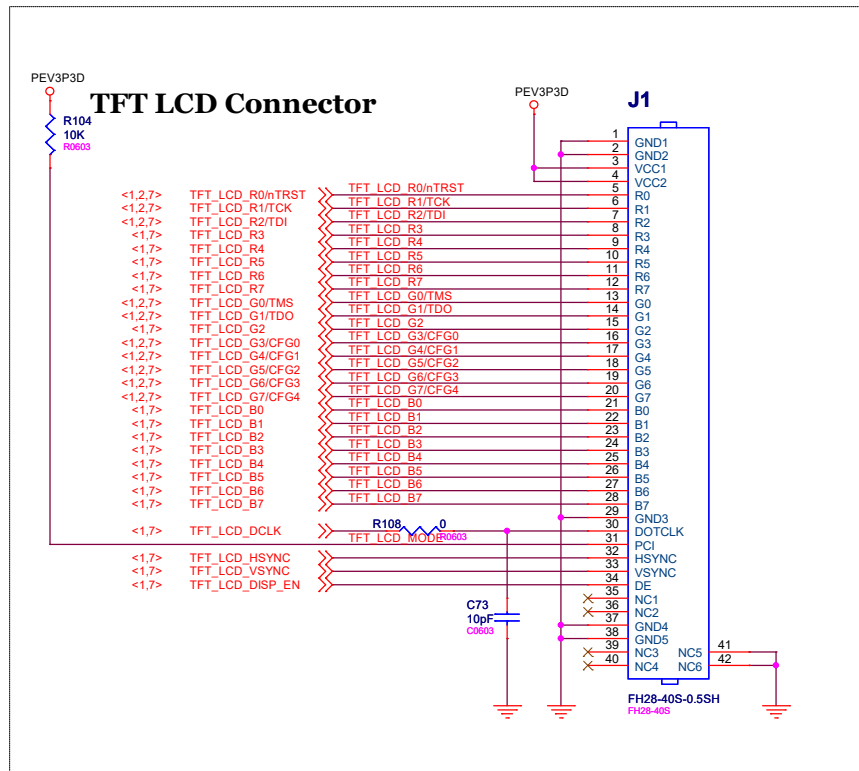 PEV3P3D
TFT LCD Connector
R104
10K
R0603
PEV3P3D
J1
1 GND1
2 GND2
3 VCC1
4 VCC2
<1,2,7> TFT_LCD_R0/nTRST TFT_LCD_R0/nTRST 5 R0
<1,2,7> TFT_LCD_R1/TCK TFT_LCD_R1/TCK 6 R1
<1,2,7> TFT_LCD_R2/TDI TFT_LCD_R2/TDI 7 R2
<1,7> TFT_LCD_R3 TFT_LCD_R3 8 R3
<1,7> TFT_LCD_R4 TFT_LCD_R4 9 R4
<1,7> TFT_LCD_R5 TFT_LCD_R5 10 R5
<1,7> TFT_LCD_R6 TFT_LCD_R6 11 R6
<1,7> TFT_LCD_R7 TFT_LCD_R7 12 R7
<1,2,7> TFT_LCD_G0/TMS TFT_LCD_G0/TMS 13 G0
<1,2,7> TFT_LCD_G1/TDO TFT_LCD_G1/TDO 14 G1
<1,7> TFT_LCD_G2 TFT_LCD_G2 15 G2
<1,2,7> TFT_LCD_G3/CFG0 TFT_LCD_G3/CFG0 16 G3
<1,2,7> TFT_LCD_G4/CFG1 TFT_LCD_G4/CFG1 17 G4
<1,2,7> TFT_LCD_G5/CFG2 TFT_LCD_G5/CFG2 18 G5
<1,2,7> TFT_LCD_G6/CFG3 TFT_LCD_G6/CFG3 19 G6
<1,2,7> TFT_LCD_G7/CFG4 TFT_LCD_G7/CFG4 20 G7
<1,7> TFT_LCD_B0 TFT_LCD_B0 21 B0
<1,7> TFT_LCD_B1 TFT_LCD_B1 22 B1
<1,7> TFT_LCD_B2 TFT_LCD_B2 23 B2
<1,7> TFT_LCD_B3 TFT_LCD_B3 24 B3
<1,7> TFT_LCD_B4 TFT_LCD_B4 25 B4
<1,7> TFT_LCD_B5 TFT_LCD_B5 26 B5
<1,7> TFT_LCD_B6 TFT_LCD_B6 27 B6
<1,7> TFT_LCD_B7 TFT_LCD_B7 28 B7
29 GND3
<1,7> TFT_LCD_DCLK R108 0 R0603 30 DOTCLK
TFT_LCD_MODE 31 PCI
<1,7> TFT_LCD_HSYNC 32 HSYNC
<1,7> TFT_LCD_VSYNC 33 VSYNC
<1,7> TFT_LCD_DISP_EN 34 DE
35 NC1
36 NC2
37 GND4
38 GND5
39 NC3 NC5 41
40 NC4 NC6 42
C73
10pF
C0603
FH28-40S-0.5SH
FH28-40S